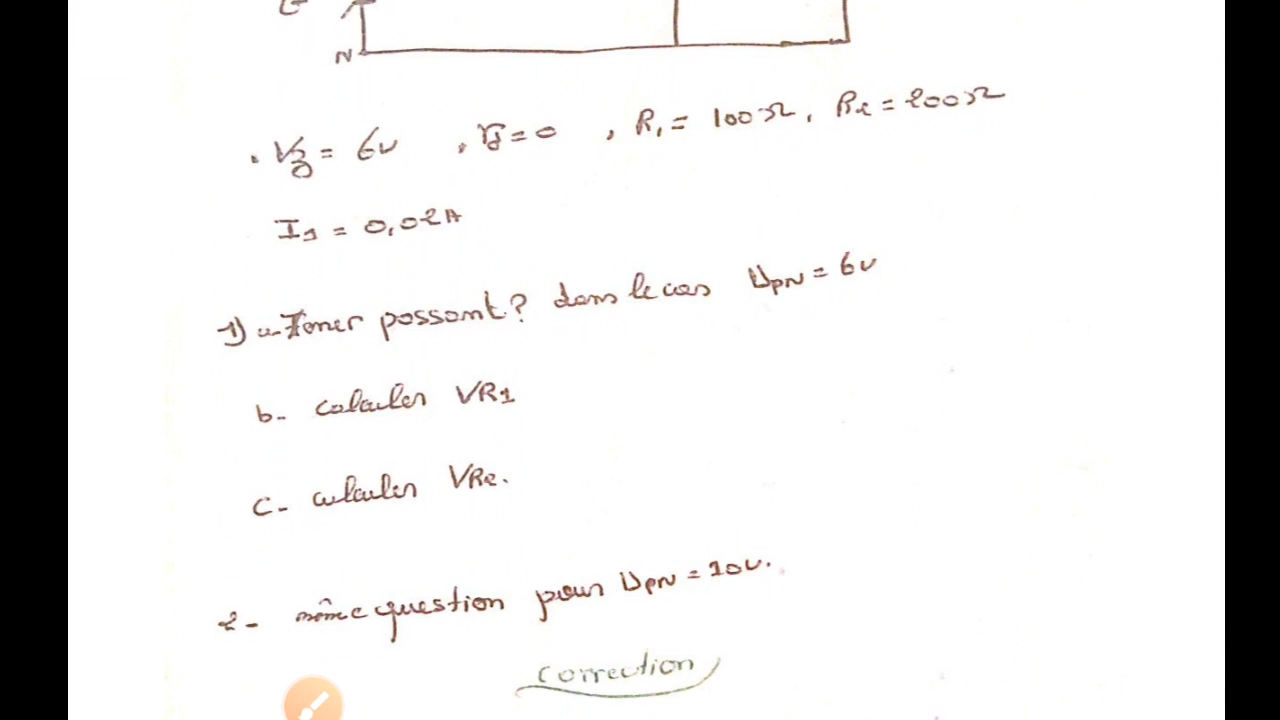 N
. Vz = 6V , rz = 0 , R1 = 100Ω , R2 = 200Ω
I1 = 0,02A
1) a- Zener passant ? dans le cas UPN = 6V
b- calculer VR1
c- calculer VR2.
2- même question pour UPN = 10V.
correction